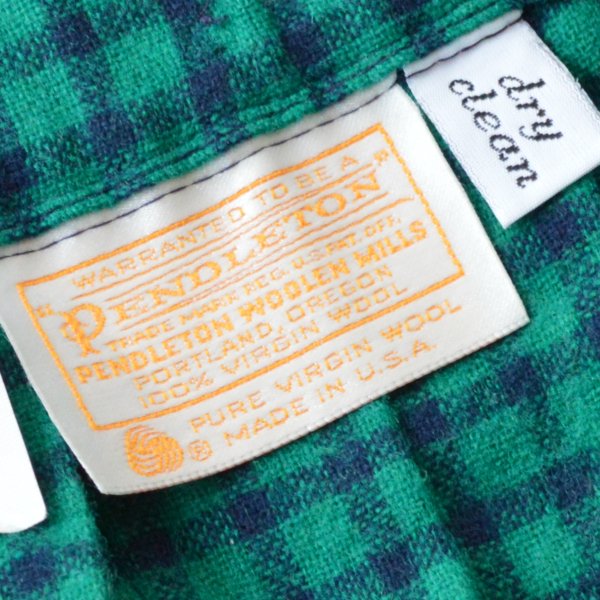 WARRANTED TO BE A
"PENDLETON"
TRADE MARK REG. U.S. PAT. OFF.
PENDLETON WOOLEN MILLS
PORTLAND, OREGON
100% VIRGIN WOOL
PURE VIRGIN WOOL
® MADE IN U.S.A.
dry
clean